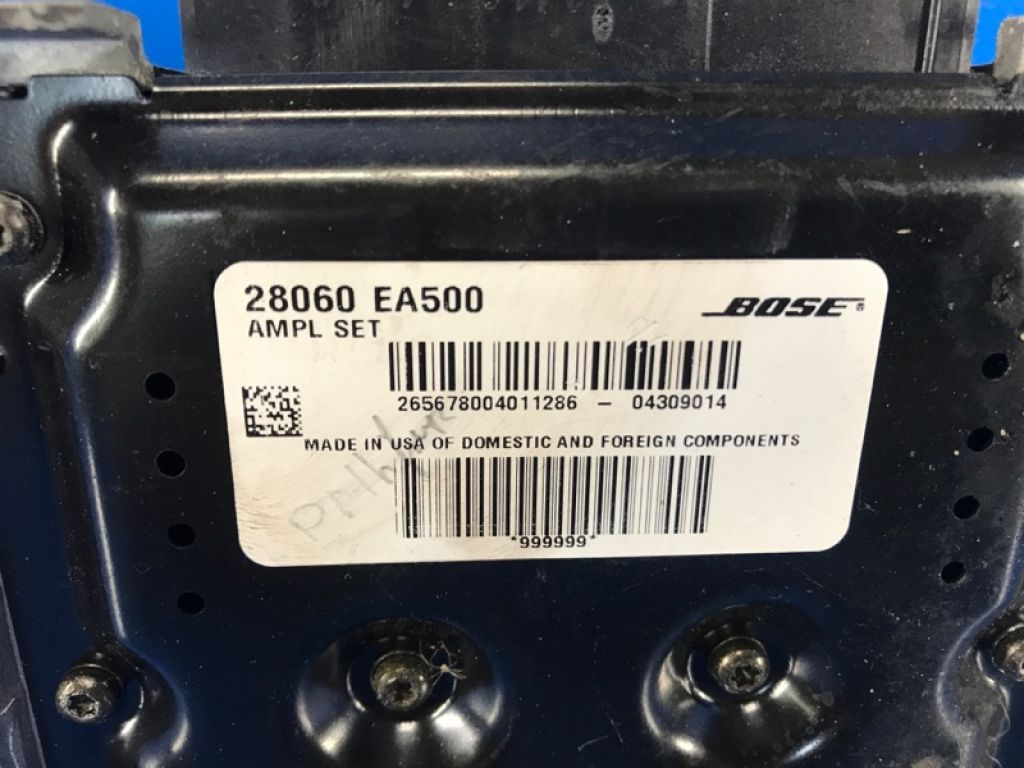 28060 EA500
BOSE®
AMPL SET
265678004011286 - 04309014
MADE IN USA OF DOMESTIC AND FOREIGN COMPONENTS
*999999*